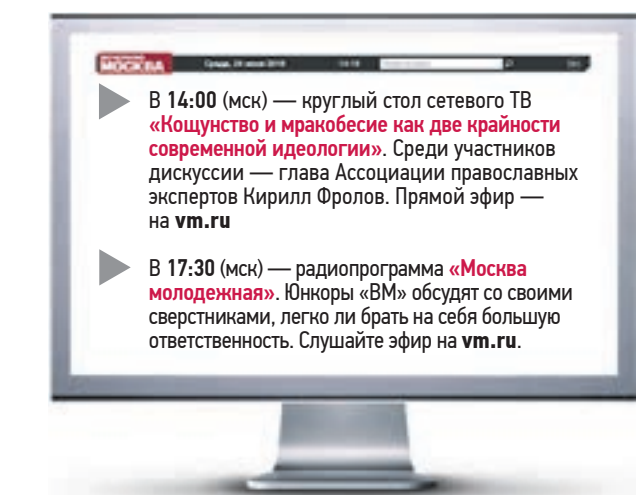 МОСКВА
В 14:00 (мск) — круглый стол сетевого ТВ
«Кощунство и мракобесие как две крайности
современной идеологии». Среди участников
дискуссии — глава Ассоциации православных
экспертов Кирилл Фролов. Прямой эфир —
на vm.ru
В 17:30 (мск) — радиопрограмма «Москва
молодежная». Юнкоры «ВМ» обсудят со своими
сверстниками, легко ли брать на себя большую
ответственность. Слушайте эфир на vm.ru.